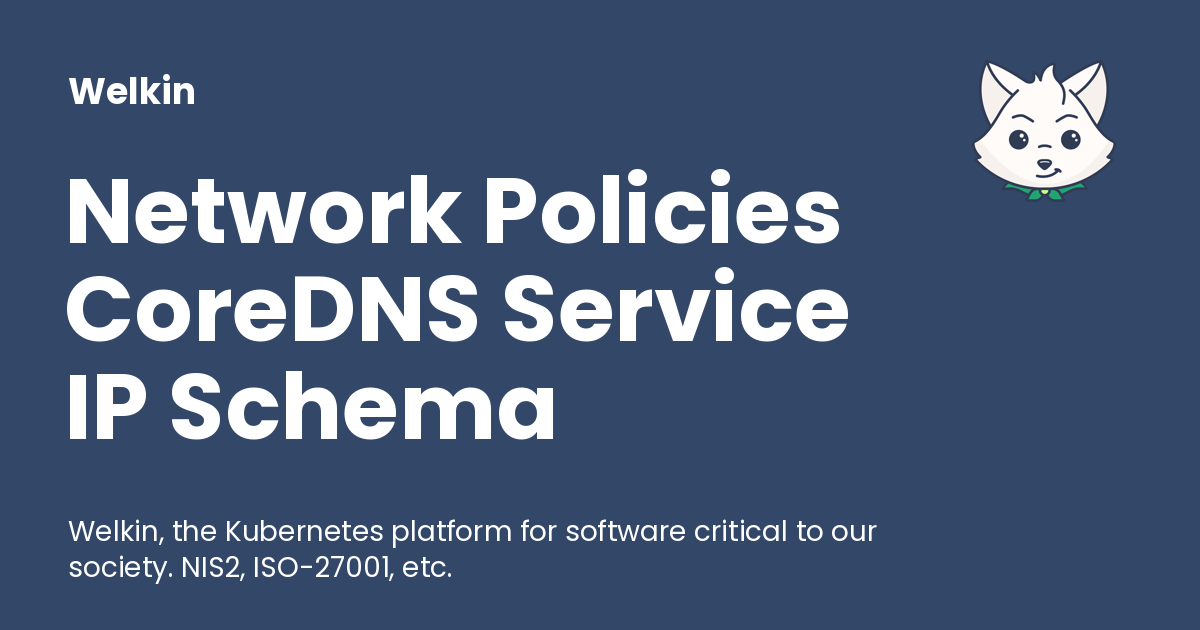 Welkin
Network Policies
CoreDNS Service
IP Schema
Welkin, the Kubernetes platform for software critical to our
society. NIS2, ISO-27001, etc.